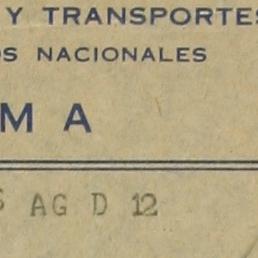 Y TRANSPORTES
OS NACIONALES
M A
S AG D 12